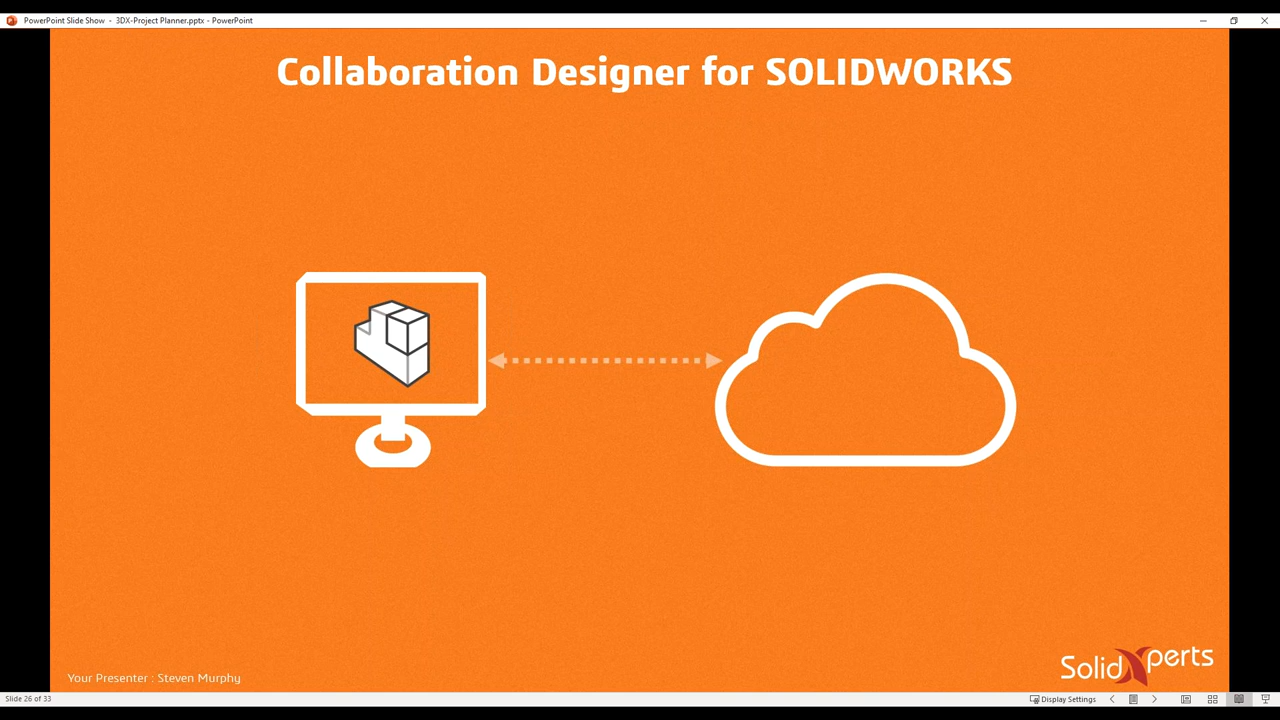 PowerPoint Slide Show - 3DX-Project Planner.pptx - PowerPoint
Collaboration Designer for SOLIDWORKS
Your Presenter : Steven Murphy
SolidXperts
Slide 26 of 33
Display Settings